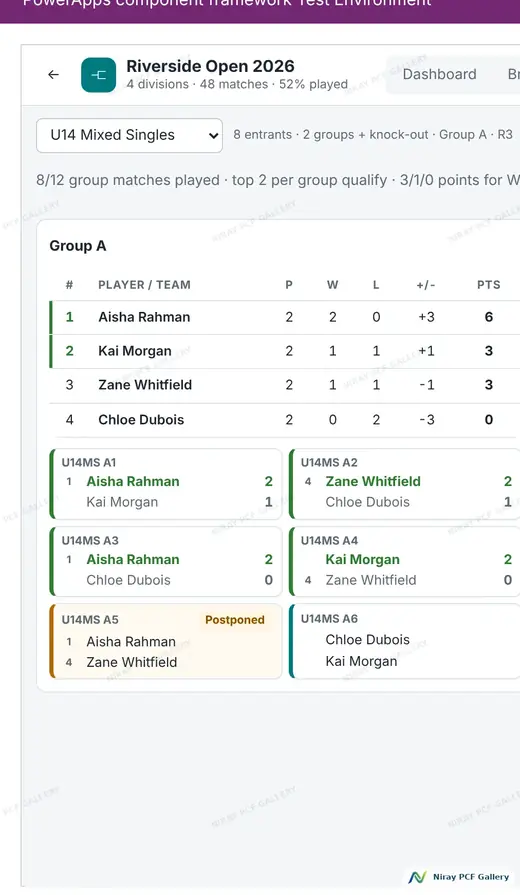 PowerApps component framework Test Environment
←
Riverside Open 2026
4 divisions · 48 matches · 52% played
Dashboard
U14 Mixed Singles
8 entrants · 2 groups + knock-out · Group A · R3
8/12 group matches played · top 2 per group qualify · 3/1/0 points for W
Group A
# PLAYER / TEAM P W L +/- PTS
1 Aisha Rahman 2 2 0 +3 6
2 Kai Morgan 2 1 1 +1 3
3 Zane Whitfield 2 1 1 -1 3
4 Chloe Dubois 2 0 2 -3 0
U14MS A1
1 Aisha Rahman 2
Kai Morgan 1
U14MS A2
4 Zane Whitfield 2
Chloe Dubois 1
U14MS A3
1 Aisha Rahman 2
Chloe Dubois 0
U14MS A4
Kai Morgan 2
4 Zane Whitfield 0
U14MS A5 Postponed
1 Aisha Rahman
4 Zane Whitfield
U14MS A6
Chloe Dubois
Kai Morgan
Niray PCF Gallery